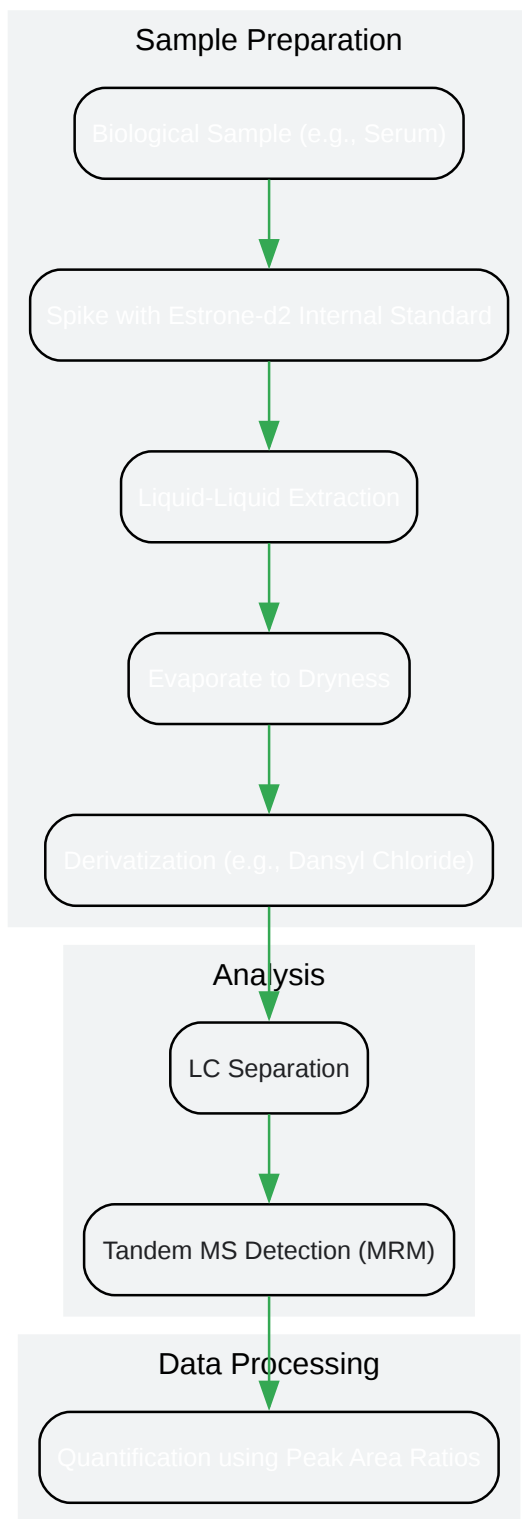 Sample Preparation
Biological Sample (e.g., Serum)
Spike with Estrone-d2 Internal Standard
Liquid-Liquid Extraction
Evaporate to Dryness
Derivatization (e.g., Dansyl Chloride)
Analysis
LC Separation
Tandem MS Detection (MRM)
Data Processing
Quantification using Peak Area Ratios